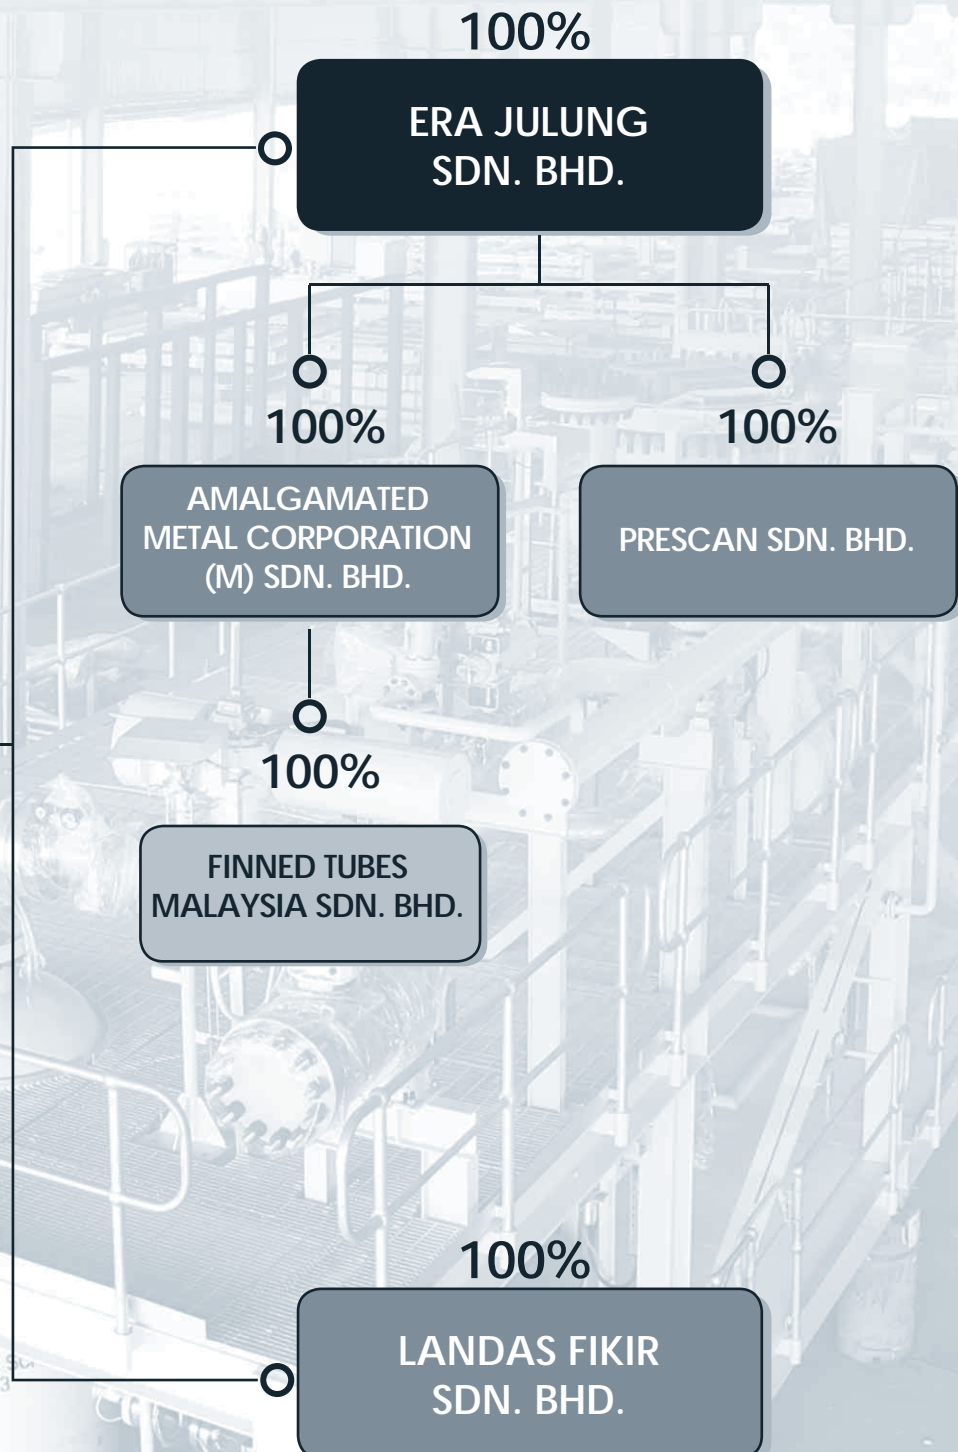 100%
ERA JULUNG
SDN. BHD.
100%
100%
AMALGAMATED
METAL CORPORATION
(M) SDN. BHD.
PRESCAN SDN. BHD.
100%
FINNED TUBES
MALAYSIA SDN. BHD.
100%
LANDAS FIKIR
SDN. BHD.